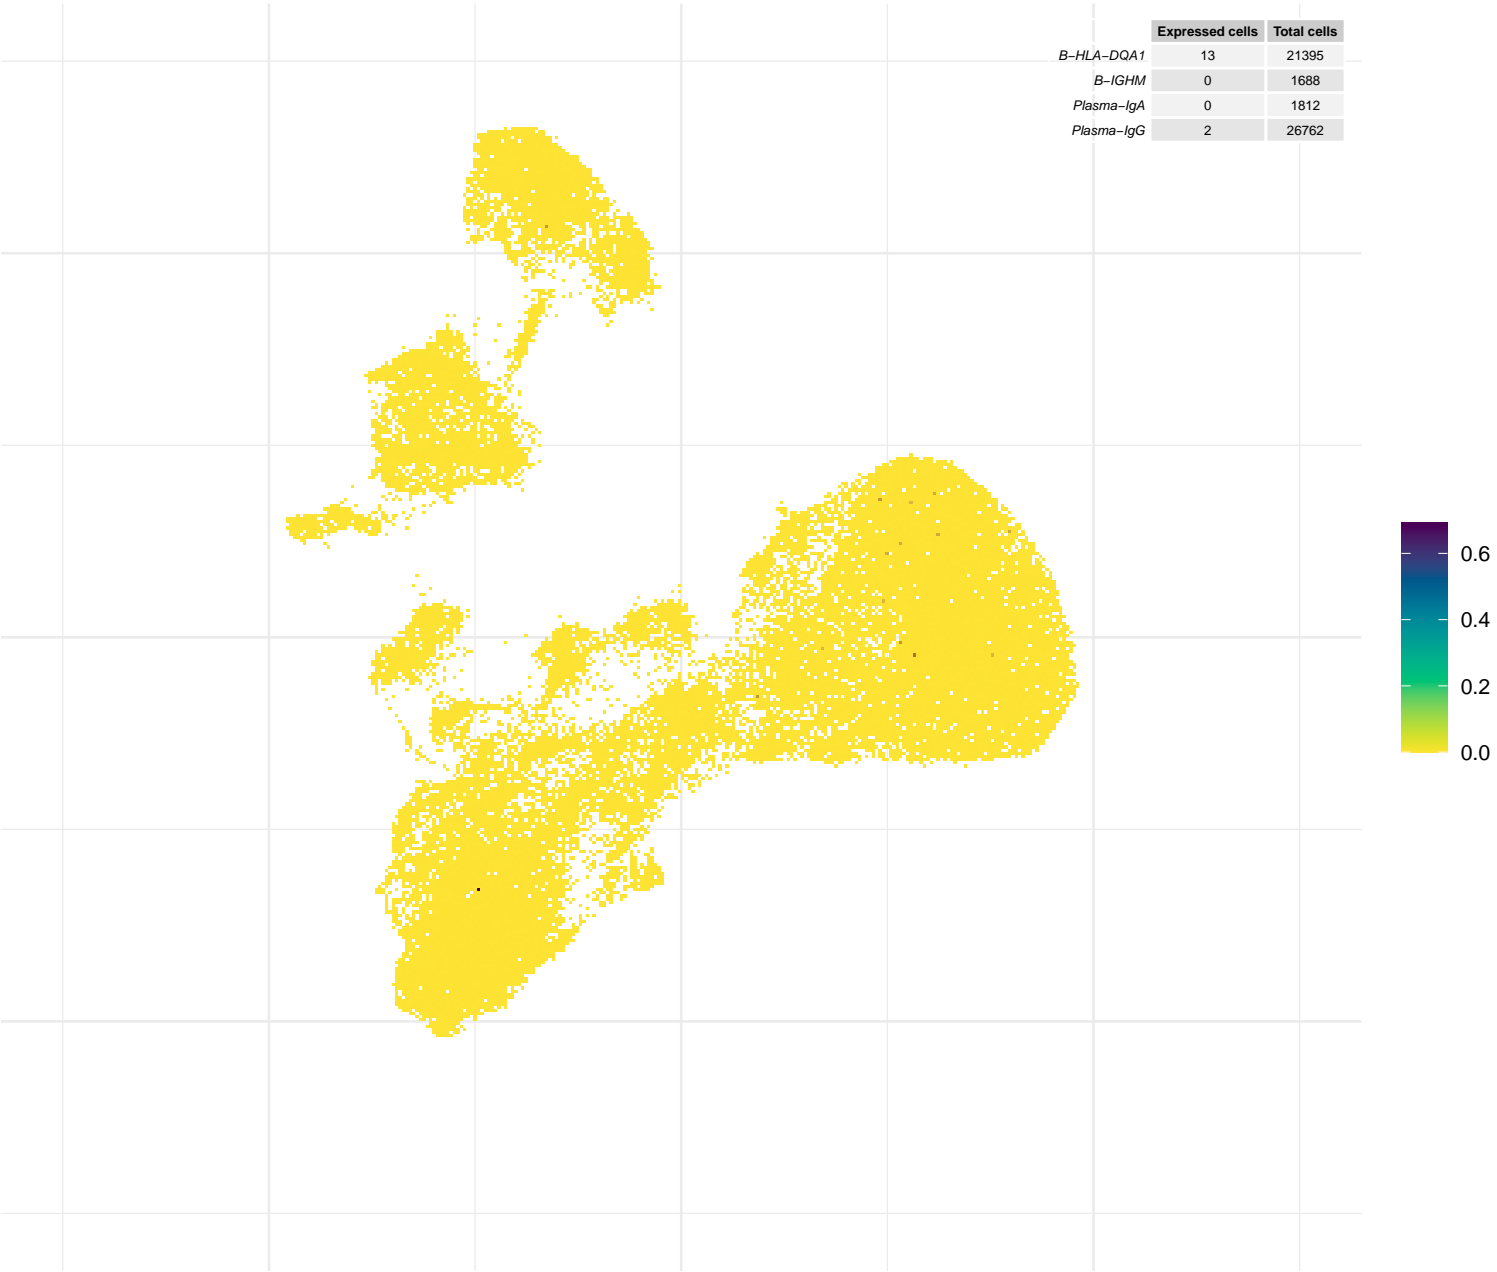 Expressed cells Total cells
B−HLA−DQA1 13 21395
B−IGHM 0 1688
Plasma−IgA 0 1812
Plasma−IgG 2 26762
0.6
0.4
0.2
0.0